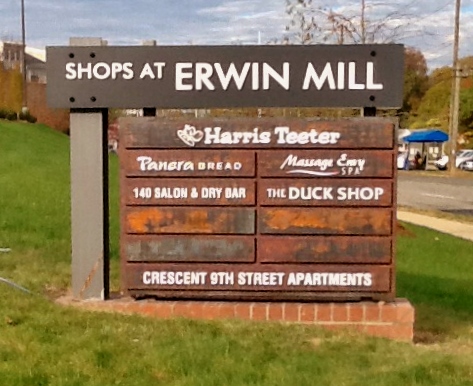 SHOPS AT ERWIN MILL
Harris Teeter
Panera BREAD
Massage Envy
SPA
140 SALON & DRY BAR
THE DUCK SHOP
CRESCENT 9TH STREET APARTMENTS